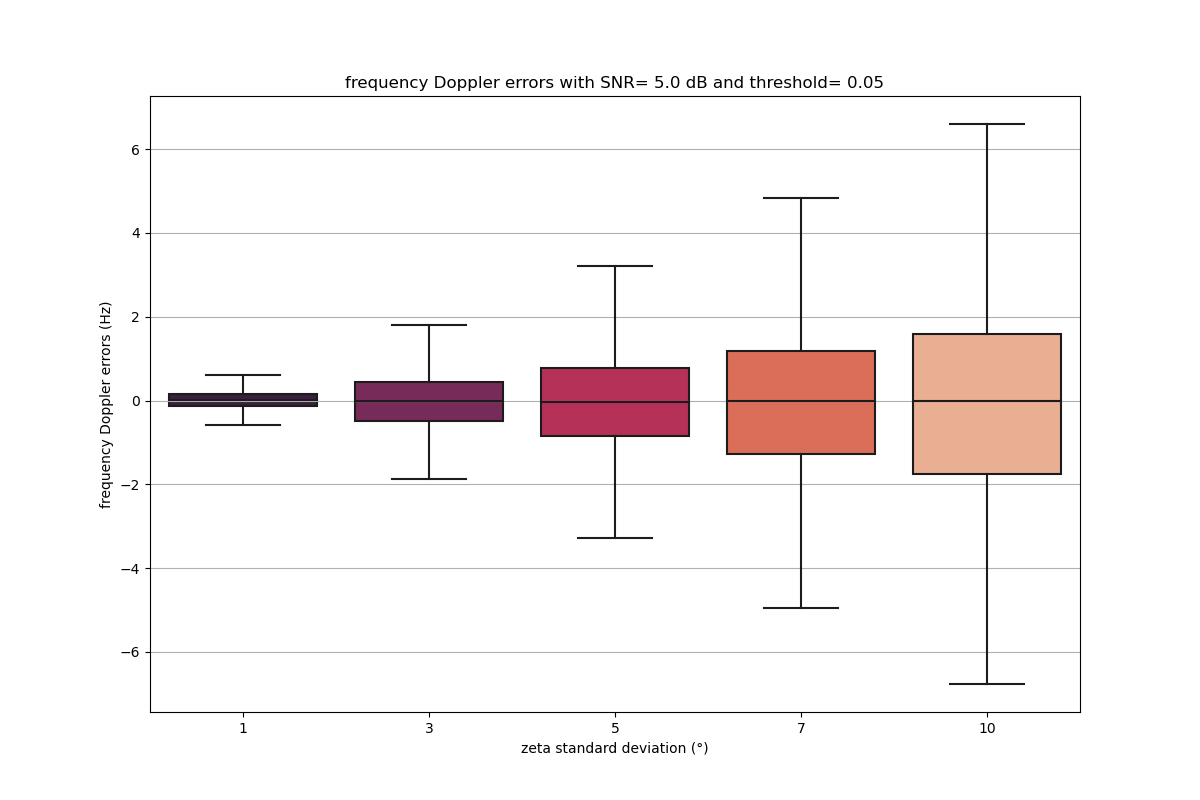 frequency Doppler errors with SNR= 5.0 dB and threshold= 0.05
frequency Doppler errors (Hz)
6
4
2
0
−2
−4
−6
1 3 5 7 10
zeta standard deviation (°)